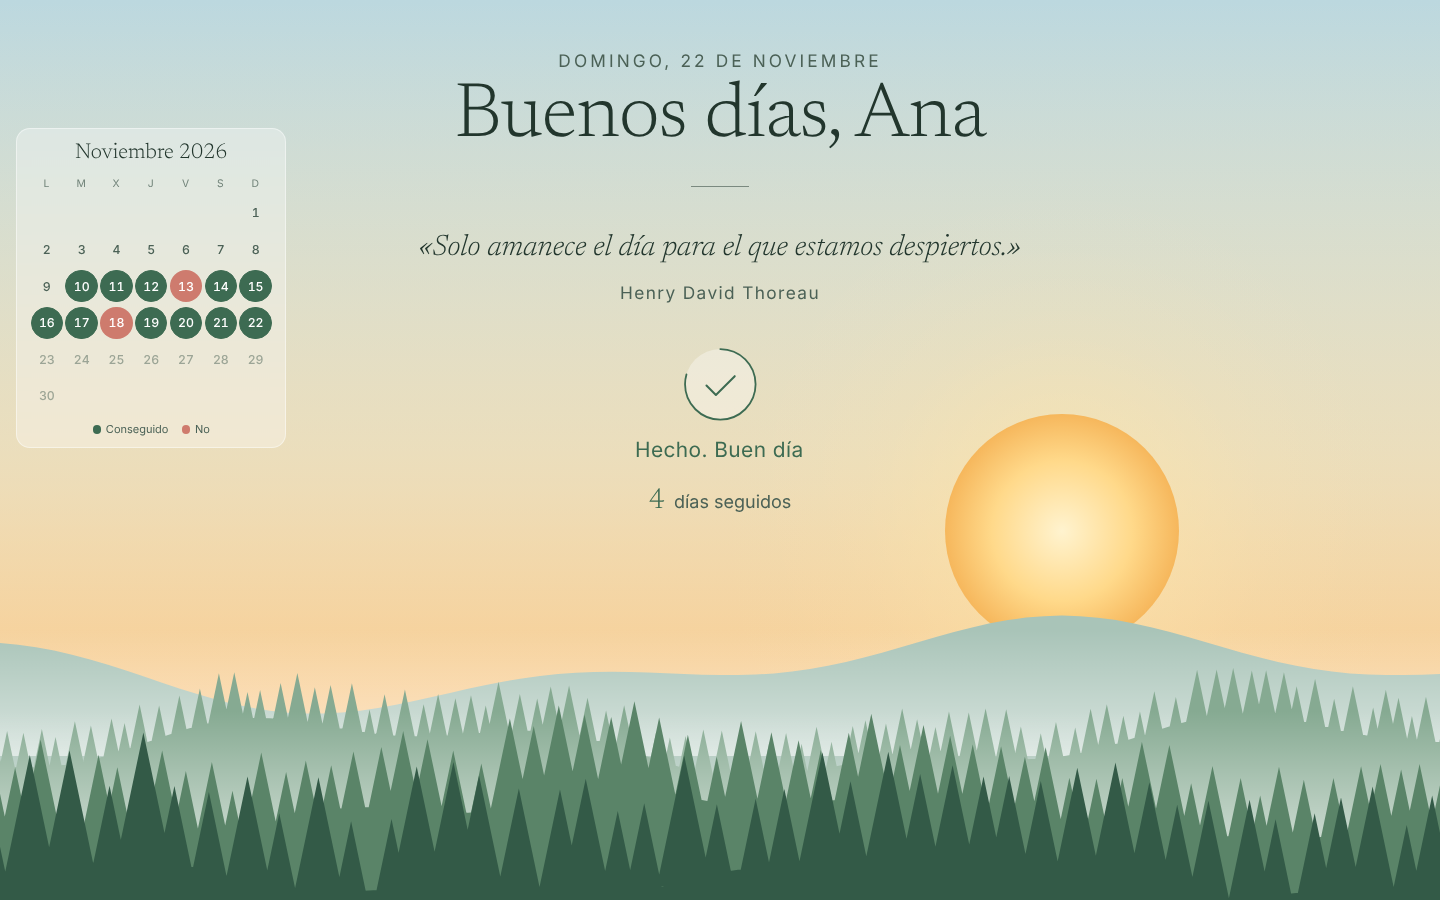 DOMINGO, 22 DE NOVIEMBRE
Buenos días, Ana
«Solo amanece el día para el que estamos despiertos.»
Henry David Thoreau
Hecho. Buen día
4 días seguidos
Noviembre 2026
L M X J V S D
1
2 3 4 5 6 7 8
9 10 11 12 13 14 15
16 17 18 19 20 21 22
23 24 25 26 27 28 29
30
Conseguido No